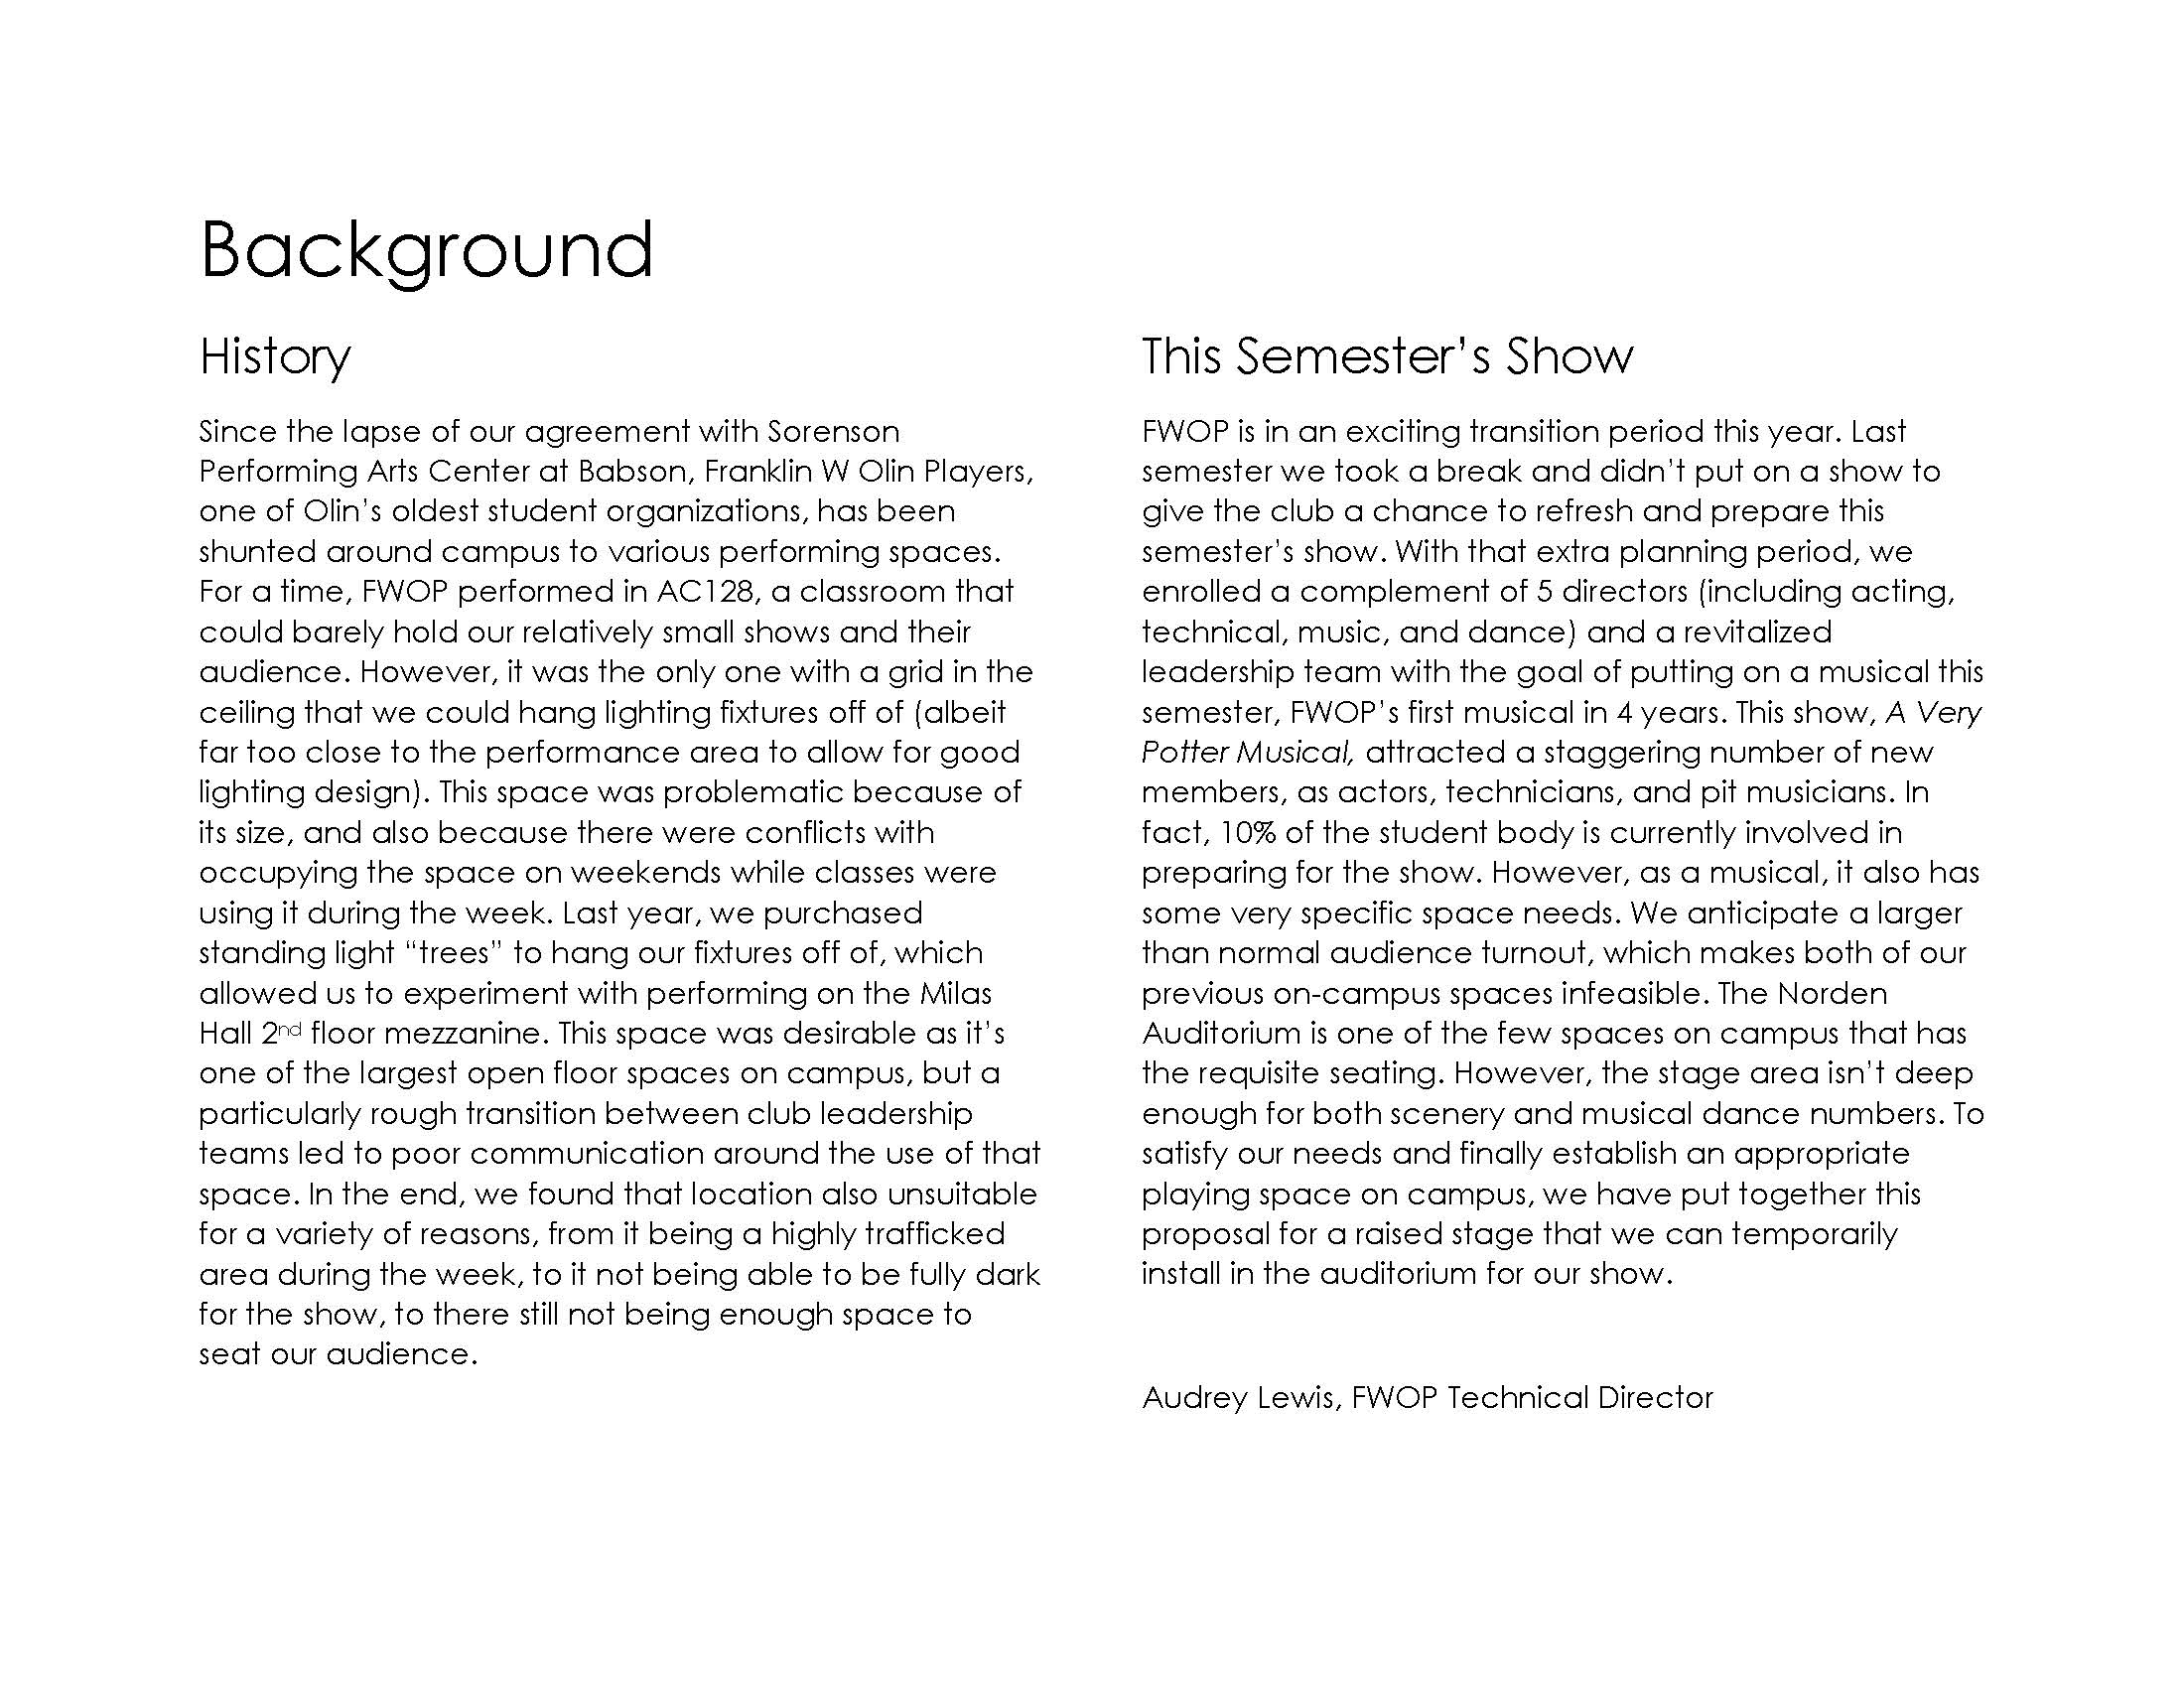 Background
History
Since the lapse of our agreement with Sorenson
Performing Arts Center at Babson, Franklin W Olin Players,
one of Olin’s oldest student organizations, has been
shunted around campus to various performing spaces.
For a time, FWOP performed in AC128, a classroom that
could barely hold our relatively small shows and their
audience. However, it was the only one with a grid in the
ceiling that we could hang lighting fixtures off of (albeit
far too close to the performance area to allow for good
lighting design). This space was problematic because of
its size, and also because there were conflicts with
occupying the space on weekends while classes were
using it during the week. Last year, we purchased
standing light “trees” to hang our fixtures off of, which
allowed us to experiment with performing on the Milas
Hall 2nd floor mezzanine. This space was desirable as it’s
one of the largest open floor spaces on campus, but a
particularly rough transition between club leadership
teams led to poor communication around the use of that
space. In the end, we found that location also unsuitable
for a variety of reasons, from it being a highly trafficked
area during the week, to it not being able to be fully dark
for the show, to there still not being enough space to
seat our audience.
This Semester’s Show
FWOP is in an exciting transition period this year. Last
semester we took a break and didn’t put on a show to
give the club a chance to refresh and prepare this
semester’s show. With that extra planning period, we
enrolled a complement of 5 directors (including acting,
technical, music, and dance) and a revitalized
leadership team with the goal of putting on a musical this
semester, FWOP’s first musical in 4 years. This show, A Very
Potter Musical, attracted a staggering number of new
members, as actors, technicians, and pit musicians. In
fact, 10% of the student body is currently involved in
preparing for the show. However, as a musical, it also has
some very specific space needs. We anticipate a larger
than normal audience turnout, which makes both of our
previous on-campus spaces infeasible. The Norden
Auditorium is one of the few spaces on campus that has
the requisite seating. However, the stage area isn’t deep
enough for both scenery and musical dance numbers. To
satisfy our needs and finally establish an appropriate
playing space on campus, we have put together this
proposal for a raised stage that we can temporarily
install in the auditorium for our show.
Audrey Lewis, FWOP Technical Director